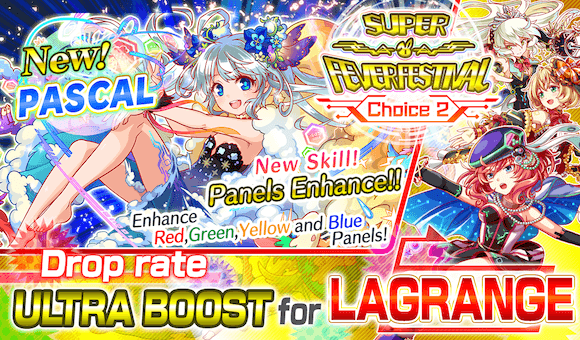 New!
PASCAL
SUPER
FEVERFESTIVAL
Choice 2
New Skill!
Panels Enhance!!
Enhance
Red,Green,Yellow and Blue
Panels!
Drop rate
ULTRA BOOST for LAGRANGE